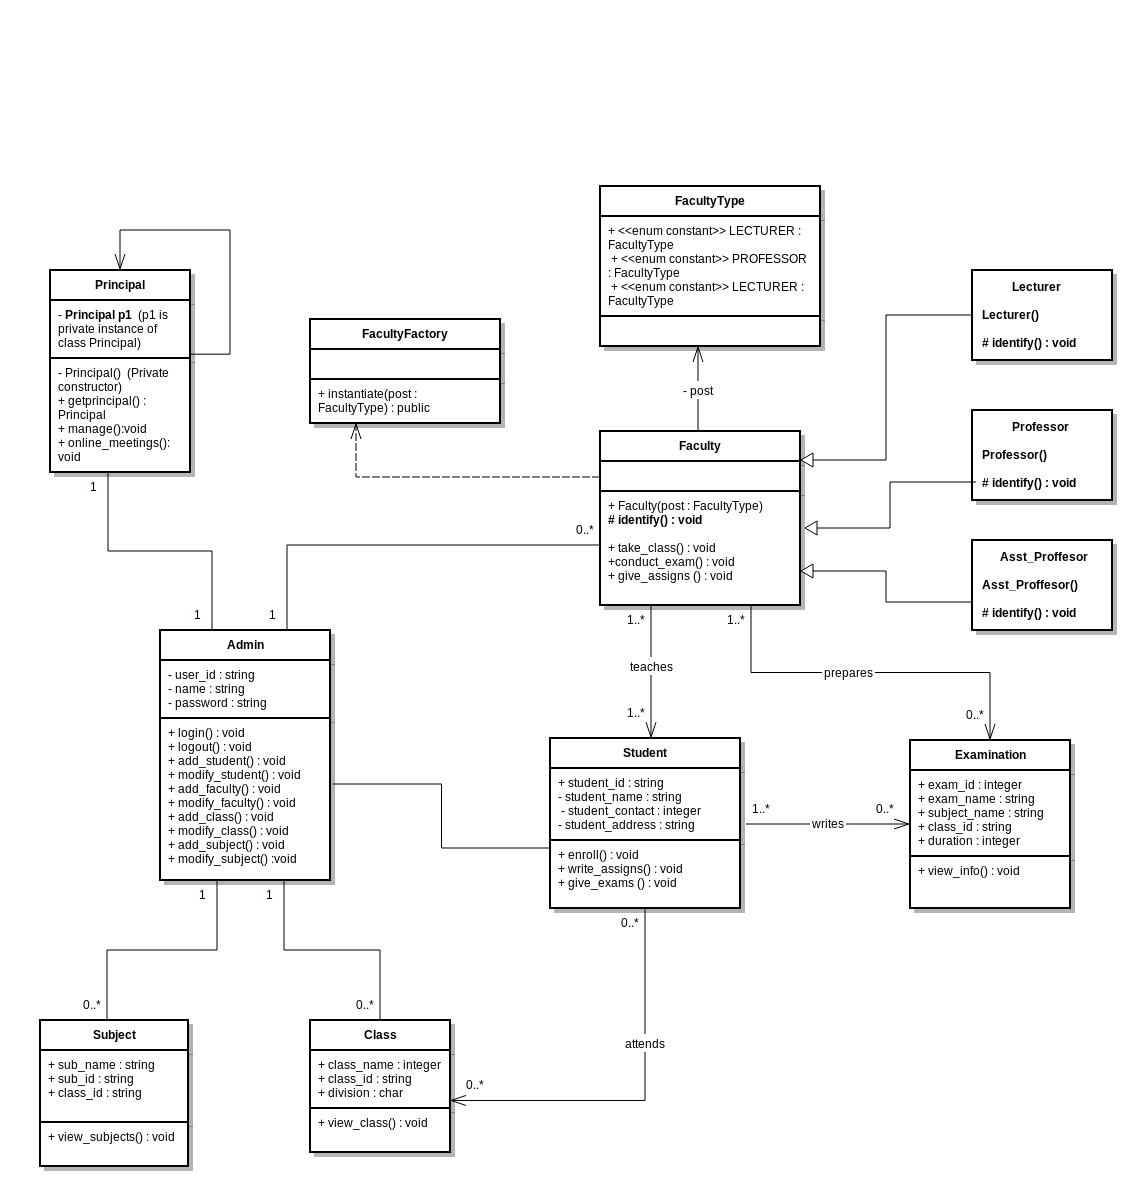 FacultyType
+ <<enum constant>> LECTURER :
FacultyType
+ <<enum constant>> PROFESSOR
: FacultyType
+ <<enum constant>> LECTURER :
FacultyType
Principal
- Principal p1  (p1 is
private instance of
class Principal)
- Principal()  (Private
constructor)
+ getprincipal() :
Principal
+ manage():void
+ online_meetings():
void
1
FacultyFactory
+ instantiate(post :
FacultyType) : public
- post
Lecturer
Lecturer()
# identify() : void
Faculty
+ Faculty(post : FacultyType)
# identify() : void
+ take_class() : void
+conduct_exam() : void
+ give_assigns () : void
0..*
Professor
Professor()
# identify() : void
Asst_Proffesor
Asst_Proffesor()
# identify() : void
1
1
1..*
1..*
teaches
prepares
1..*
0..*
Admin
- user_id : string
- name : string
- password : string
+ login() : void
+ logout() : void
+ add_student() : void
+ modify_student() : void
+ add_faculty() : void
+ modify_faculty() : void
+ add_class() : void
+ modify_class() : void
+ add_subject() : void
+ modify_subject() :void
Student
+ student_id : string
- student_name : string
- student_contact : integer
- student_address : string
+ enroll() : void
+ write_assigns() : void
+ give_exams () : void
1..*
0..*
writes
Examination
+ exam_id : integer
+ exam_name : string
+ subject_name : string
+ class_id : string
+ duration : integer
+ view_info() : void
1
1
0..*
0..*
0..*
attends
0..*
Subject
+ sub_name : string
+ sub_id : string
+ class_id : string
+ view_subjects() : void
Class
+ class_name : integer
+ class_id : string
+ division : char
+ view_class() : void